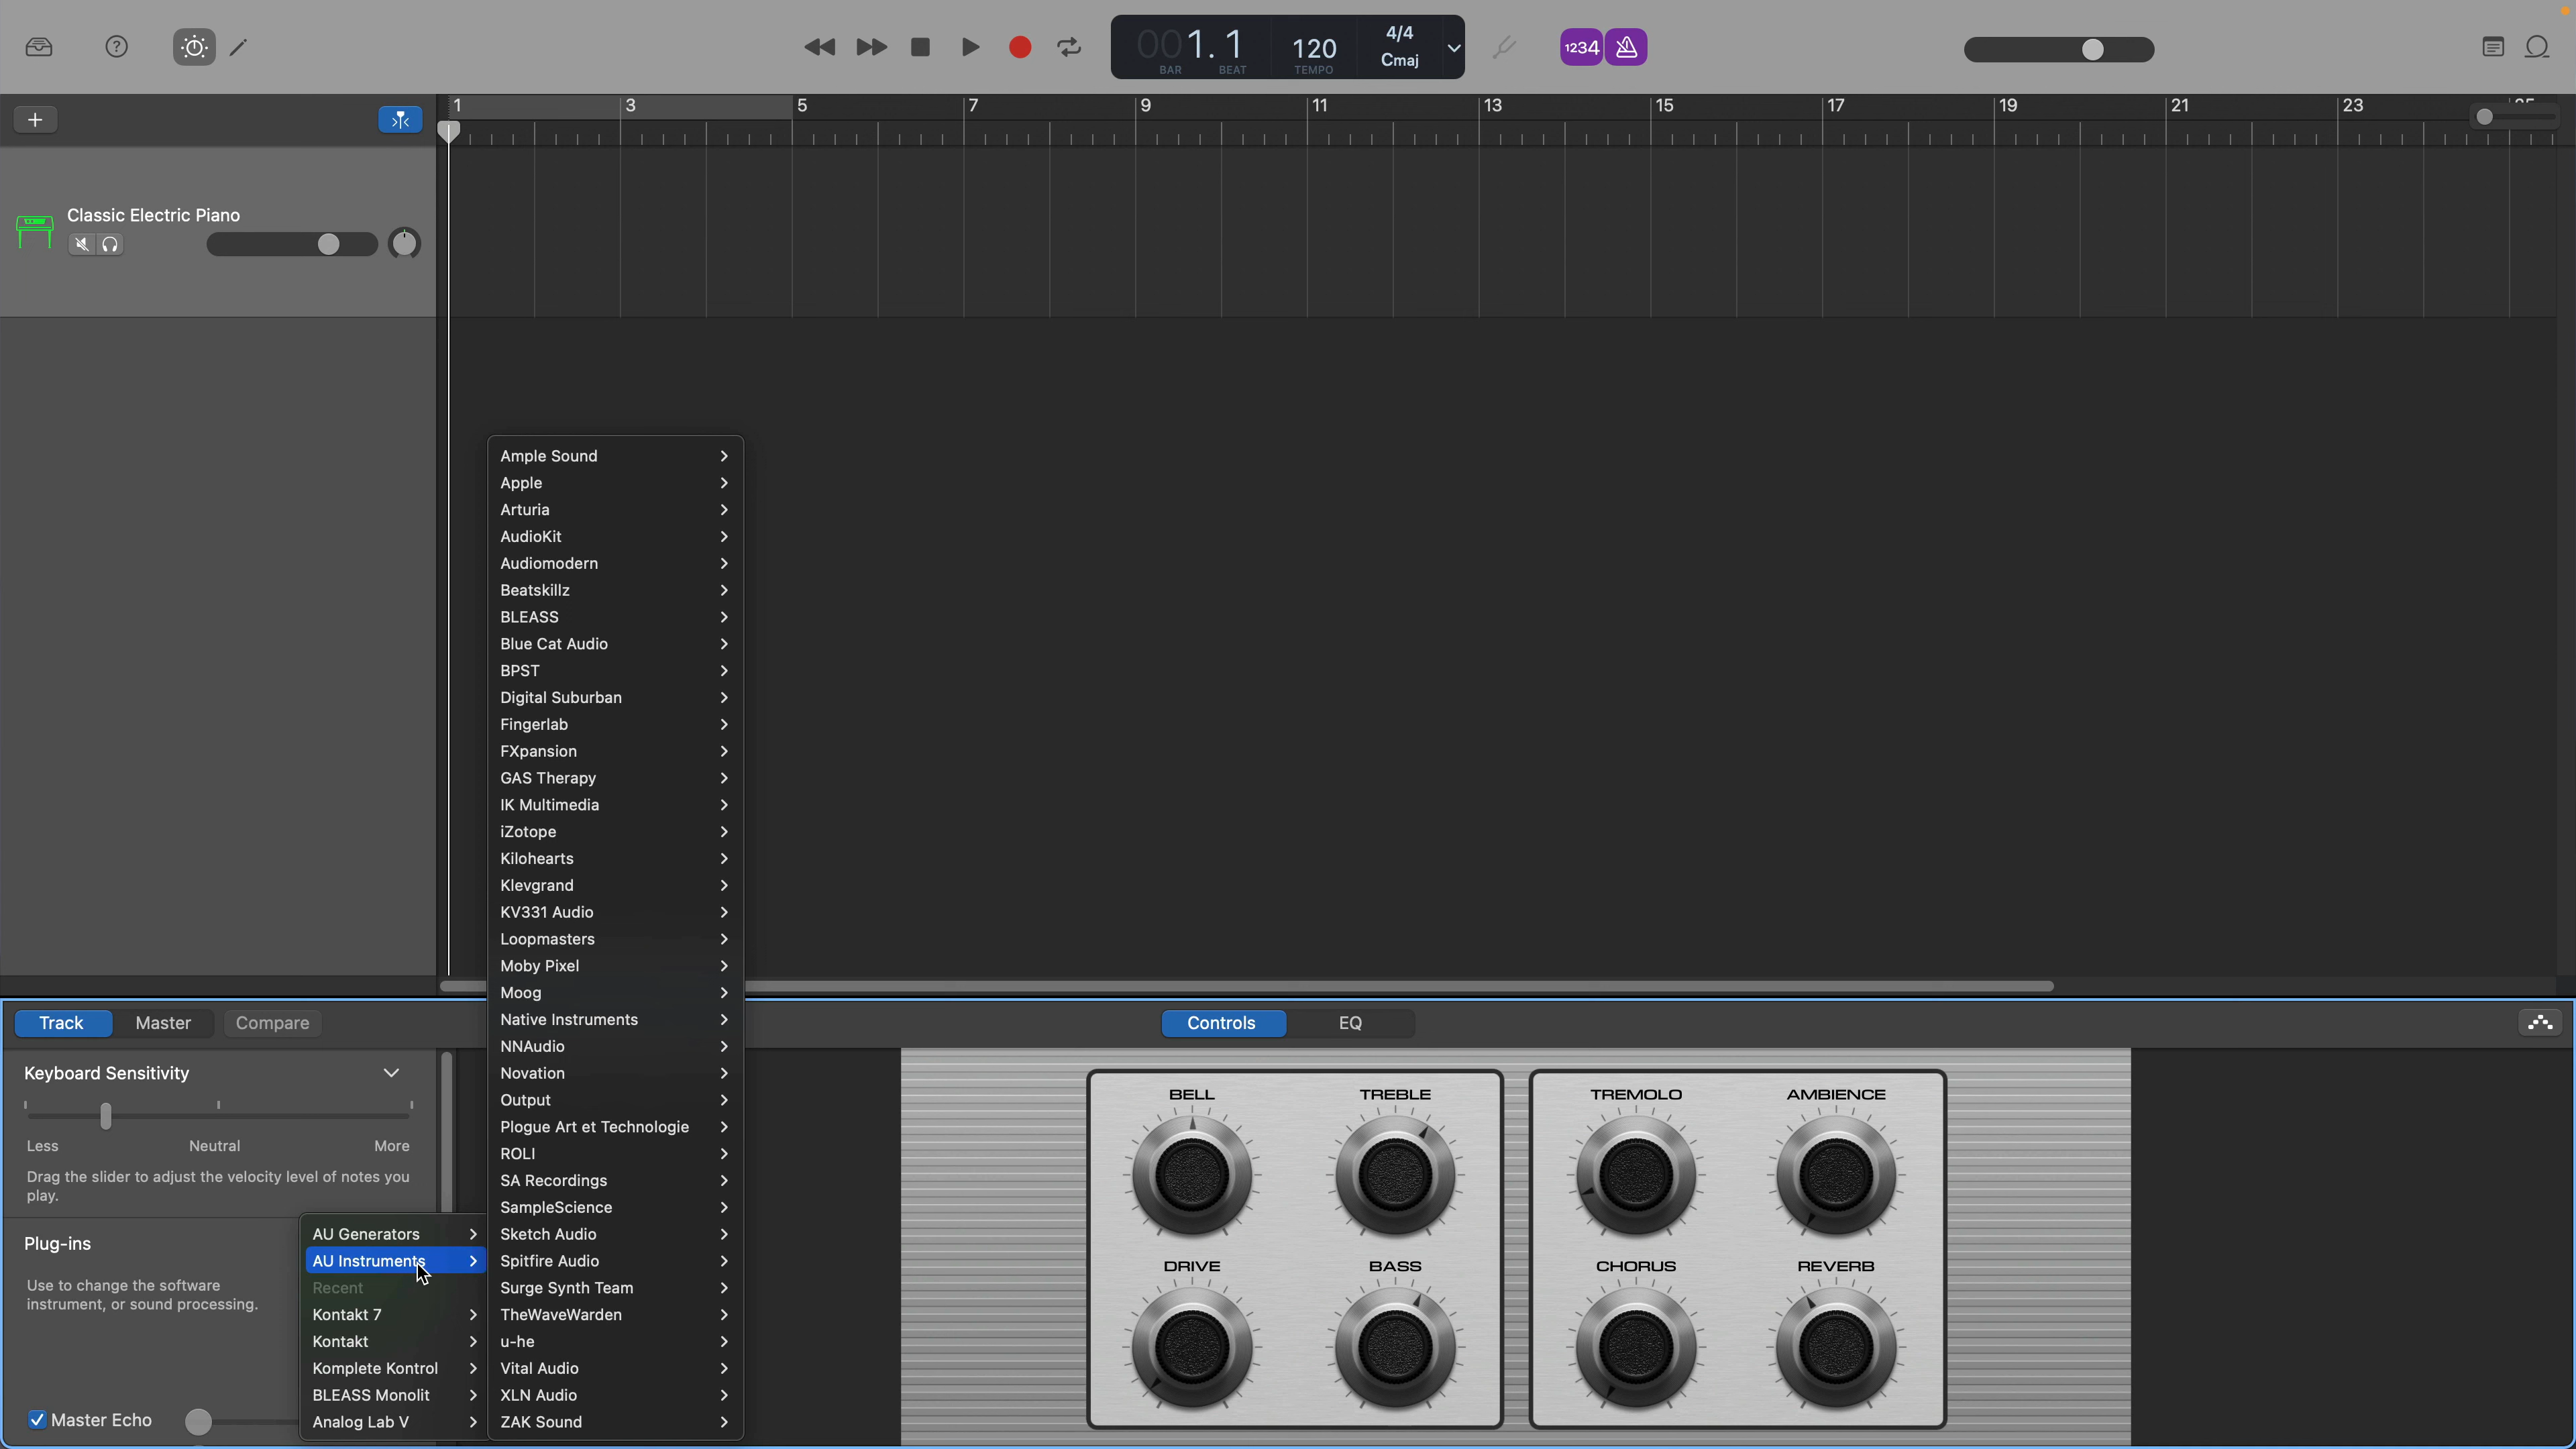 1234
001.1
BAR BEAT
120
TEMPO
4/4
Cmaj
1 3 5 7 9 11 13 15 17 19 21 23
Classic Electric Piano
Ample Sound
Apple
Arturia
AudioKit
Audiomodern
Beatskillz
BLEASS
Blue Cat Audio
BPST
Digital Suburban
Fingerlab
FXpansion
GAS Therapy
IK Multimedia
iZotope
Kilohearts
Klevgrand
KV331 Audio
Loopmasters
Moby Pixel
Moog
Native Instruments
NNAudio
Novation
Output
Plogue Art et Technologie
ROLI
SA Recordings
SampleScience
Sketch Audio
Spitfire Audio
Surge Synth Team
TheWaveWarden
u-he
Vital Audio
XLN Audio
ZAK Sound
Track Master Compare
Controls EQ
Keyboard Sensitivity
Less Neutral More
Drag the slider to adjust the velocity level of notes you
play.
Plug-ins
Use to change the software
instrument, or sound processing.
Master Echo
AU Generators
AU Instruments
Recent
Kontakt 7
Kontakt
Komplete Kontrol
BLEASS Monolit
Analog Lab V
BELL TREBLE TREMOLO AMBIENCE
DRIVE BASS CHORUS REVERB